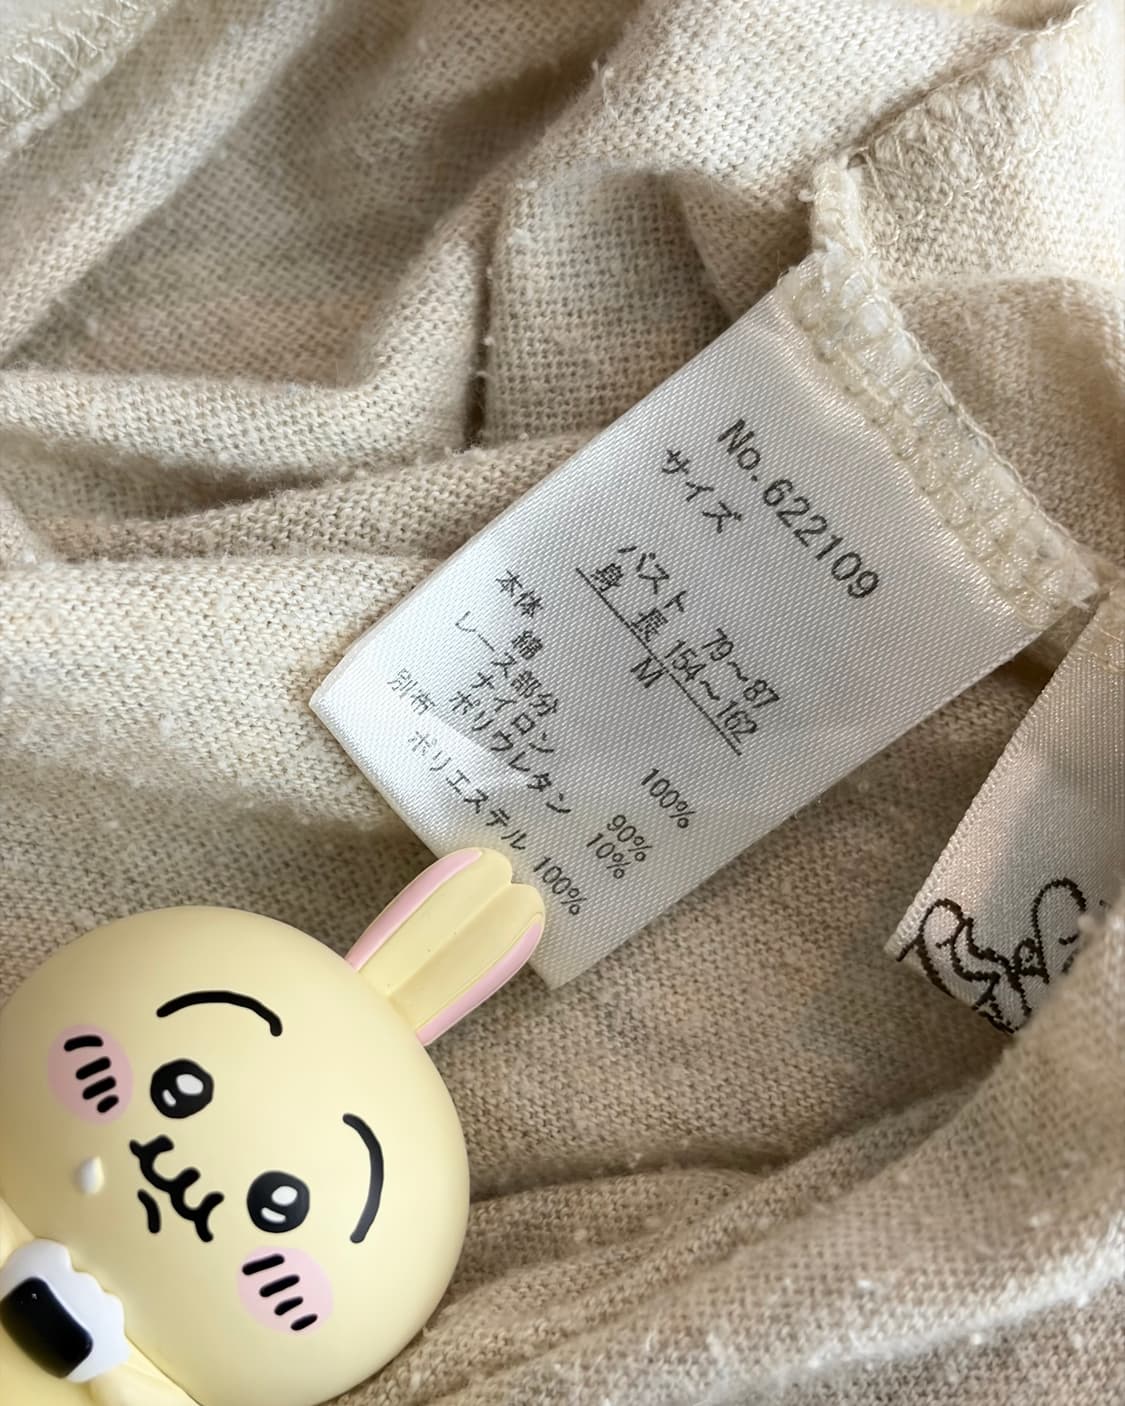 No.622109
サイズ
バスト 79～87
身 長 154～162
M
本体
綿 100%
レース部分
ナイロン 90%
ポリウレタン 10%
別布
ポリエステル 100%